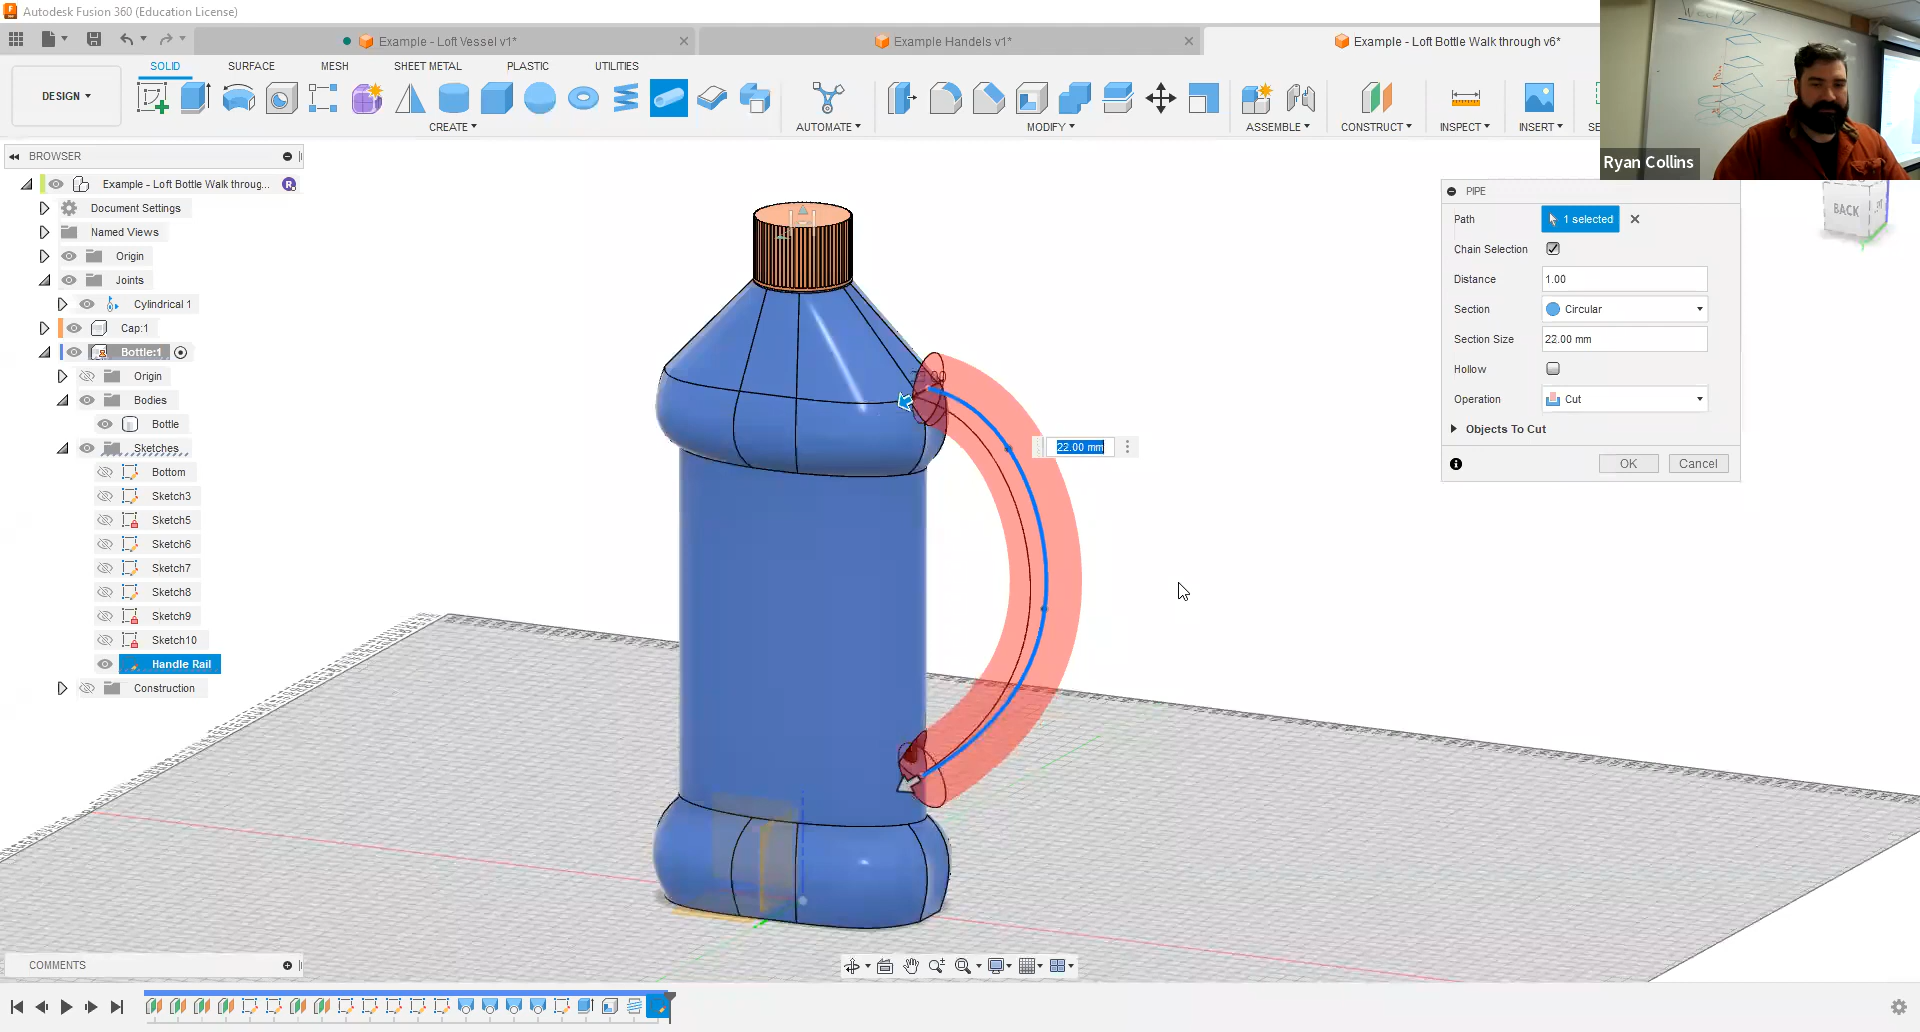 Autodesk Fusion 360 (Education License)
Example - Loft Vessel v1*
Example Handels v1*
Example - Loft Bottle Walk through v6*
SOLID
SURFACE
MESH
SHEET METAL
PLASTIC
UTILITIES
DESIGN
CREATE
AUTOMATE
MODIFY
ASSEMBLE
CONSTRUCT
INSPECT
INSERT
SE
Ryan Collins
BROWSER
Example - Loft Bottle Walk throug...
R
Document Settings
Named Views
Origin
Joints
Cylindrical 1
Cap:1
Bottle:1
Origin
Bodies
Bottle
Sketches
Bottom
Sketch3
Sketch5
Sketch6
Sketch7
Sketch8
Sketch9
Sketch10
Handle Rail
Construction
PIPE
Path
1 selected
Chain Selection
Distance
1.00
Section
Circular
Section Size
22.00 mm
Hollow
Operation
Cut
Objects To Cut
OK
Cancel
BACK
22.00 mm
COMMENTS